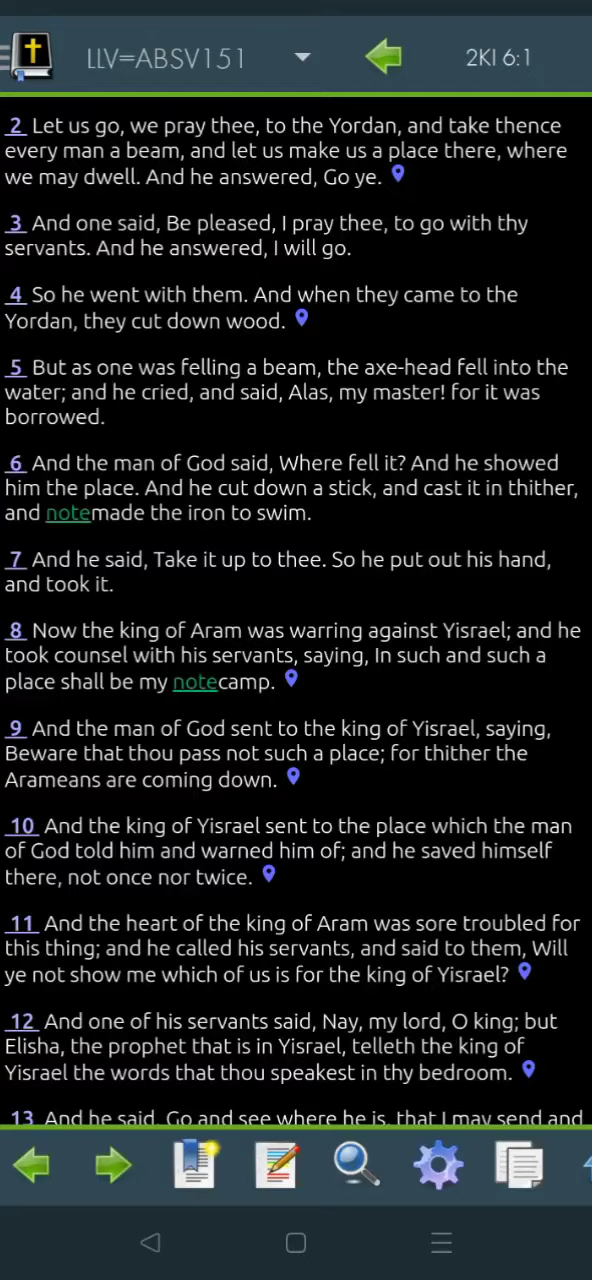 LLV=ABSV151
2KI 6:1
2 Let us go, we pray thee, to the Yordan, and take thence
every man a beam, and let us make us a place there, where
we may dwell. And he answered, Go ye.
3 And one said, Be pleased, I pray thee, to go with thy
servants. And he answered, I will go.
4 So he went with them. And when they came to the
Yordan, they cut down wood.
5 But as one was felling a beam, the axe-head fell into the
water; and he cried, and said, Alas, my master! for it was
borrowed.
6 And the man of God said, Where fell it? And he showed
him the place. And he cut down a stick, and cast it in thither,
and notemade the iron to swim.
7 And he said, Take it up to thee. So he put out his hand,
and took it.
8 Now the king of Aram was warring against Yisrael; and he
took counsel with his servants, saying, In such and such a
place shall be my notecamp.
9 And the man of God sent to the king of Yisrael, saying,
Beware that thou pass not such a place; for thither the
Arameans are coming down.
10 And the king of Yisrael sent to the place which the man
of God told him and warned him of; and he saved himself
there, not once nor twice.
11 And the heart of the king of Aram was sore troubled for
this thing; and he called his servants, and said to them, Will
ye not show me which of us is for the king of Yisrael?
12 And one of his servants said, Nay, my lord, O king; but
Elisha, the prophet that is in Yisrael, telleth the king of
Yisrael the words that thou speakest in thy bedroom.
13 And he said, Go and see where he is, that I may send and